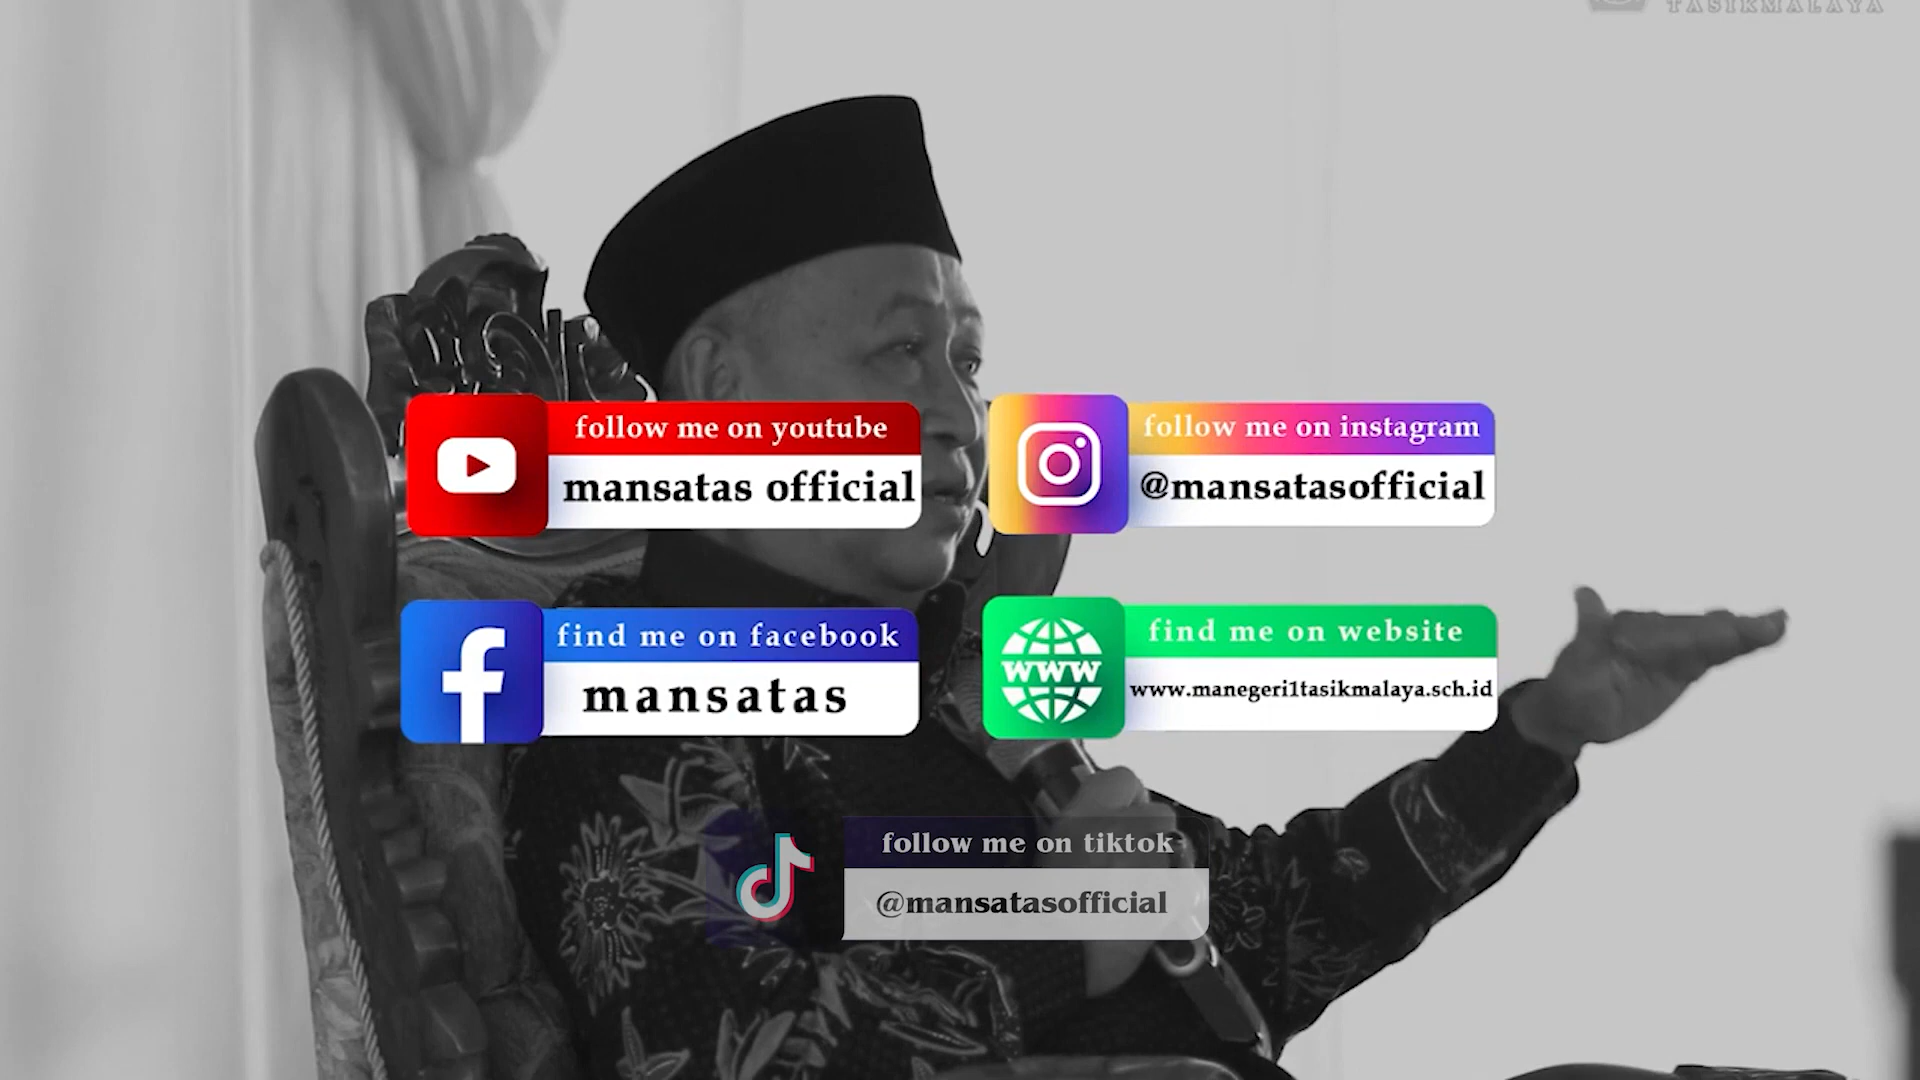 TASIKMALAYA
follow me on youtube
mansatas official
follow me on instagram
@mansatasofficial
find me on facebook
mansatas
find me on website
www
www.manegeri1tasikmalaya.sch.id
follow me on tiktok
@mansatasofficial